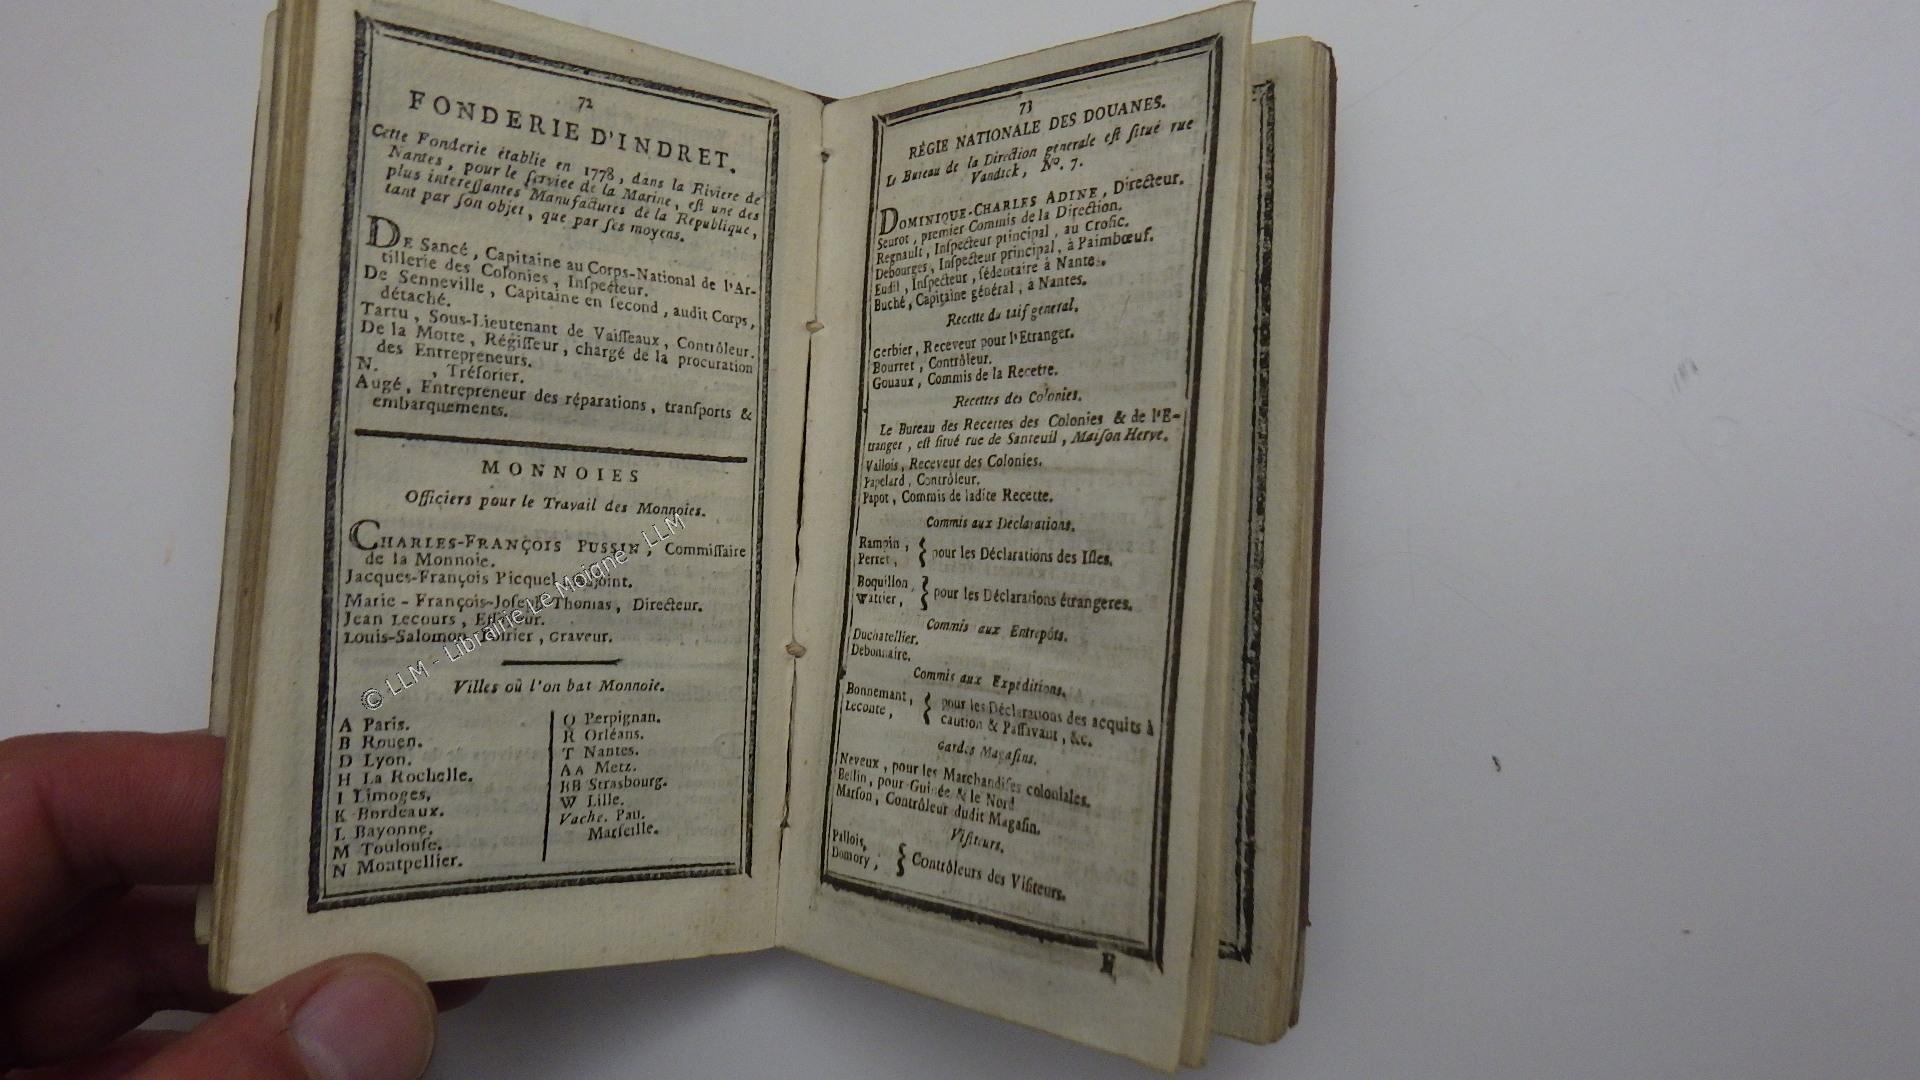 72
FONDERIE D'INDRET.
Cette Fonderie établie en 1778, dans la Riviere de
Nantes, pour le ſervice de la Marine, eſt une des
plus intereſſantes Manufactures de la République,
tant par ſon objet, que par ſes moyens.
DE Sancé, Capitaine au Corps-National de l'Ar-
tillerie des Colonies, Inſpecteur.
De Senneville, Capitaine en ſecond, audit Corps,
détaché.
Tartu, Sous-Lieutenant de Vaiſſeaux, Contrôleur.
De la Motte, Régiſſeur, chargé de la procuration
des Entrepreneurs.
N. , Tréſorier.
Augé, Entrepreneur des réparations, tranſports &
embarquements.
MONNOIES
Officiers pour le Travail des Monnoies.
CHARLES-FRANÇOIS PUSSIN, Commiſſaire
de la Monnoie.
Jacques-François Picquel, Adjoint.
Marie-François-Joſeph Thomas, Directeur.
Jean Lecours, Eſſayeur.
Louis-Salomon, Graveur.
Villes où l'on bat Monnoie.
A Paris.
B Rouen.
D Lyon.
H La Rochelle.
I Limoges.
K Bordeaux.
L Bayonne.
M Toulouſe.
N Montpellier.
Q Perpignan.
R Orléans.
T Nantes.
AA Metz.
BB Strasbourg.
W Lille.
Vache. Pau.
Marſeille.
© LLM - Librairie Le Moigne - LLM
73
RÉGIE NATIONALE DES DOUANES.
Le Bureau de la Direction generale eſt ſitué rue
Vandick, No. 7.
DOMINIQUE-CHARLES ADINE, Directeur.
Seurot, premier Commis de la Direction.
Regnault, Inſpecteur principal, au Croſic.
Debourges, Inſpecteur principal, à Paimbœuf.
Eudil, Inſpecteur, ſédentaire à Nantes.
Buché, Capitaine général, à Nantes.
Recette du taif general.
Gerbier, Receveur pour l'Etranger.
Bourret, Contrôleur.
Gouaux, Commis de la Recetre.
Recettes des Colonies.
Le Bureau des Recettes des Colonies & de l'E-
tranger, eſt ſitué rue de Santeuil, Maiſon Herve.
Vallois, Receveur des Colonies.
Papelard, Contrôleur.
Papot, Commis de ladite Recette.
Commis aux Déclarations.
Rampin, Perret, } pour les Déclarations des Iſles.
Boquillon, Wattier, } pour les Déclarations étrangeres.
Commis aux Entrepôts.
Duchatellier.
Debonnaire.
Commis aux Expéditions.
Bonnemant, Leconte, { pour les Déclarations des acquits à
caution & Paſſavant, &c.
Gardes Magaſins.
Neveux, pour les Marchandiſes coloniales.
Bellin, pour Guinée & le Nord
Marſon, Contrôleur dudit Magaſin.
Viſiteurs.
Pallois, Domory, } Contrôleurs des Viſiteurs.